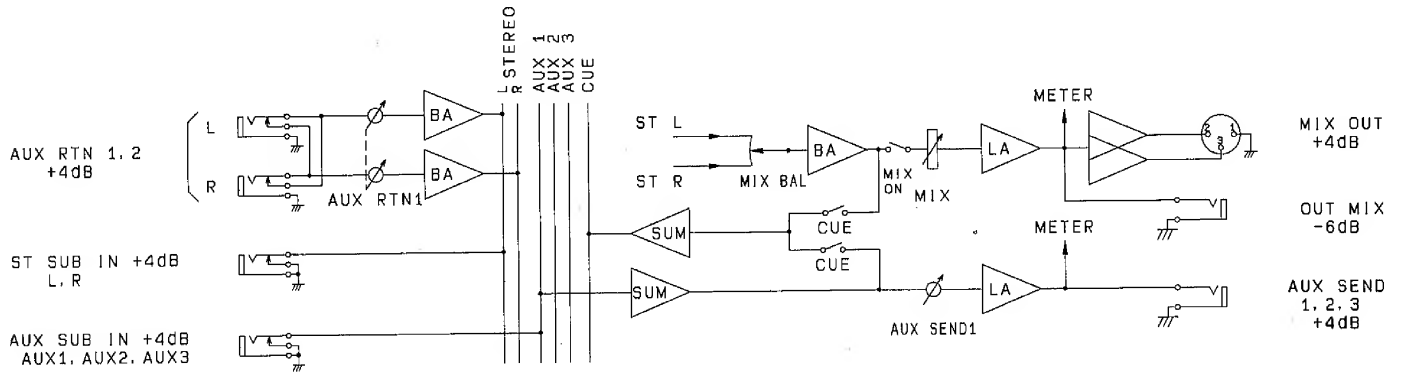 AUX RTN 1, 2
+4dB
L
R
AUX RTN1
BA
BA
ST SUB IN +4dB
L, R
AUX SUB IN +4dB
AUX1, AUX2, AUX3
L STEREO
R
AUX 1
AUX 2
AUX 3
CUE
ST L
ST R
MIX BAL
BA
MIX ON
MIX
LA
METER
2
1
3
MIX OUT
+4dB
OUT MIX
-6dB
SUM
CUE
CUE
SUM
AUX SEND1
LA
METER
AUX SEND
1, 2, 3
+4dB